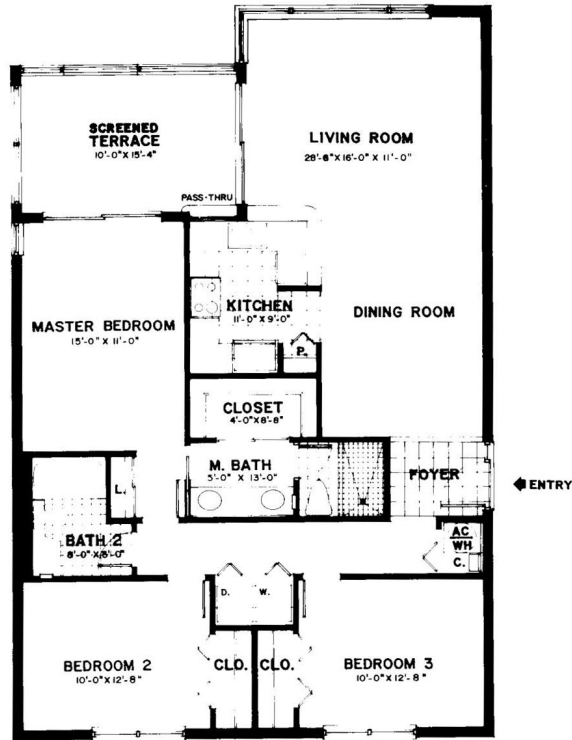 SCREENED
TERRACE
10'-0" X 15'-4"
LIVING ROOM
28'-6" X 16'-0" X 11'-0"
PASS-THRU
KITCHEN
11'-0" X 9'-0"
MASTER BEDROOM
15'-0" X 11'-0"
DINING ROOM
P.
CLOSET
4'-0" X 8'-8"
M. BATH
5'-0" X 13'-0"
FOYER
ENTRY
L.
BATH 2
8'-0" X 8'-0"
AC
WH
C.
D.
W.
BEDROOM 2
10'-0" X 12'-8"
CLO.
CLO.
BEDROOM 3
10'-0" X 12'-8"